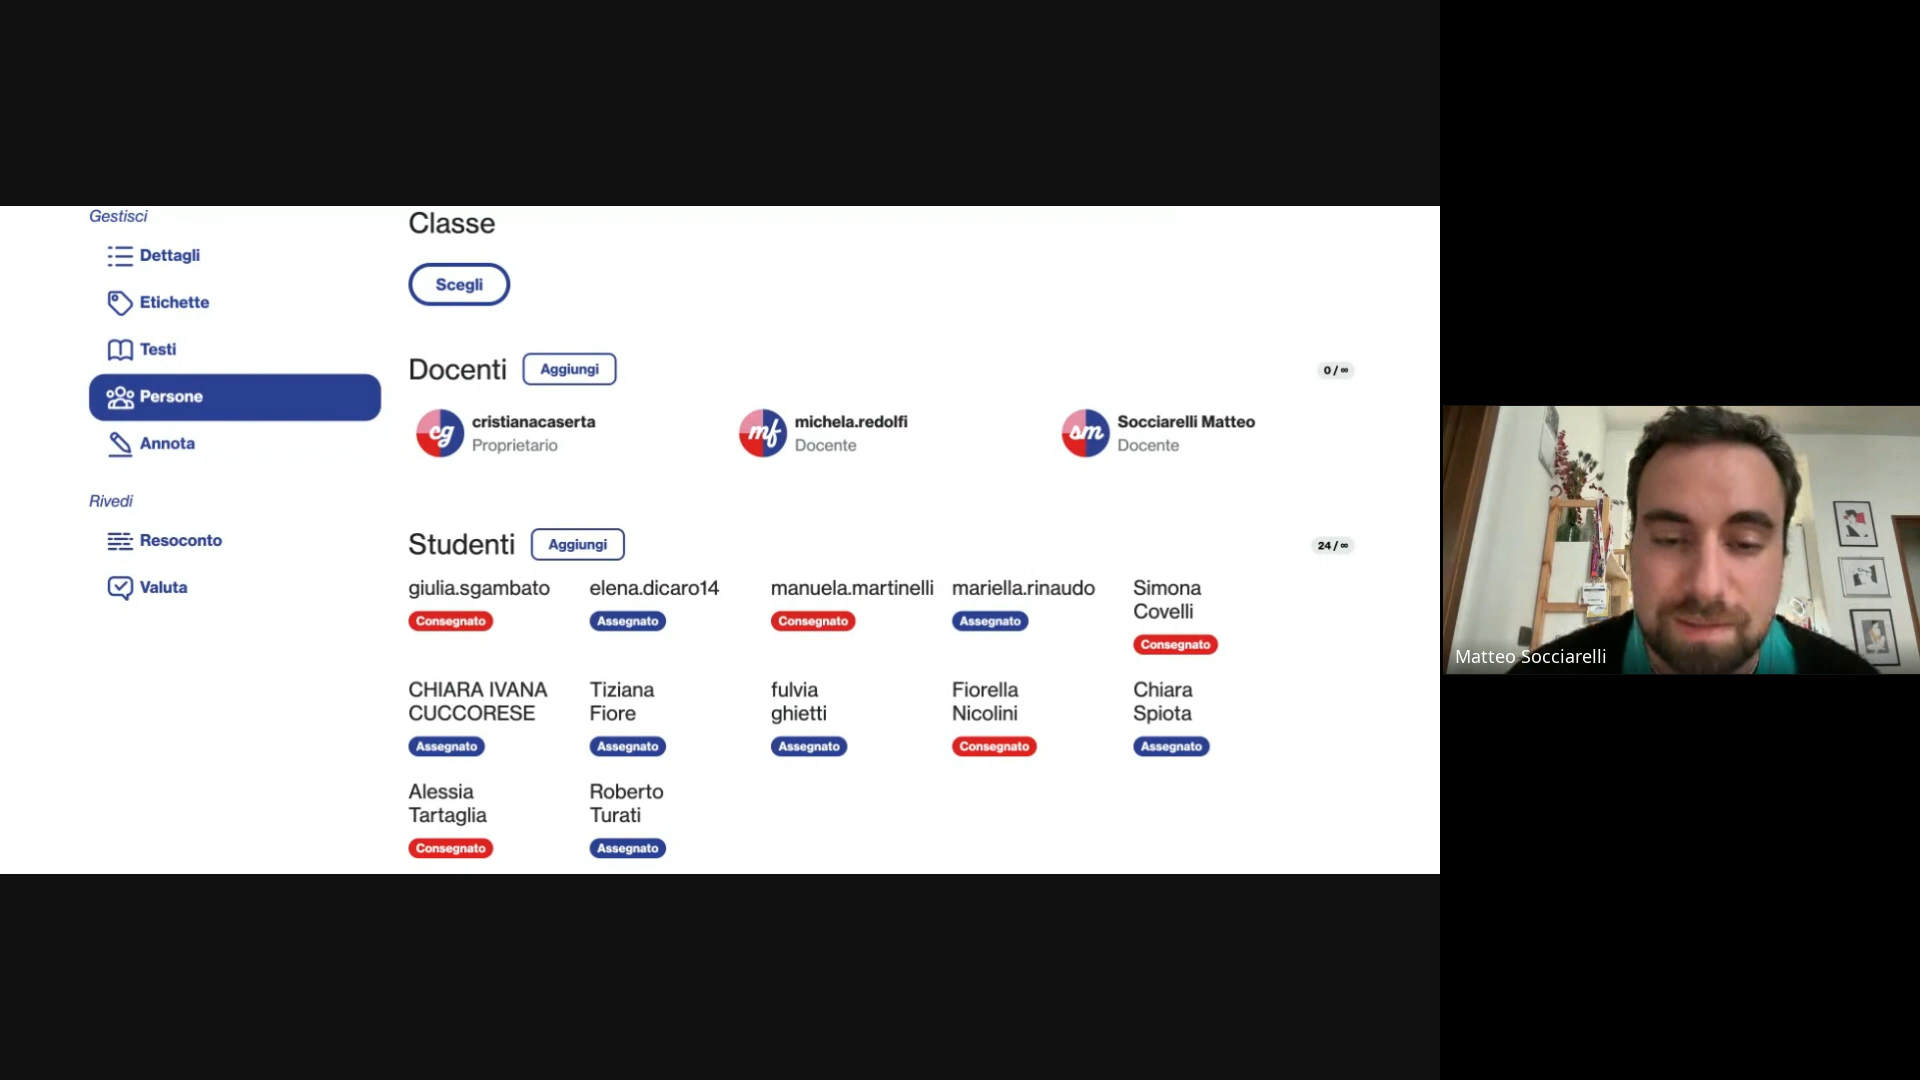 Gestisci
Dettagli
Etichette
Testi
Persone
Annota
Rivedi
Resoconto
Valuta
Classe
Scegli
Docenti
Aggiungi
0 / ∞
cg
cristianacaserta
Proprietario
mf
michela.redolfi
Docente
sm
Socciarelli Matteo
Docente
Studenti
Aggiungi
24 / ∞
giulia.sgambato
Consegnato
elena.dicaro14
Assegnato
manuela.martinelli
Consegnato
mariella.rinaudo
Assegnato
Simona
Covelli
Consegnato
CHIARA IVANA
CUCCORESE
Assegnato
Tiziana
Fiore
Assegnato
fulvia
ghietti
Assegnato
Fiorella
Nicolini
Consegnato
Chiara
Spiota
Assegnato
Alessia
Tartaglia
Consegnato
Roberto
Turati
Assegnato
Matteo Socciarelli